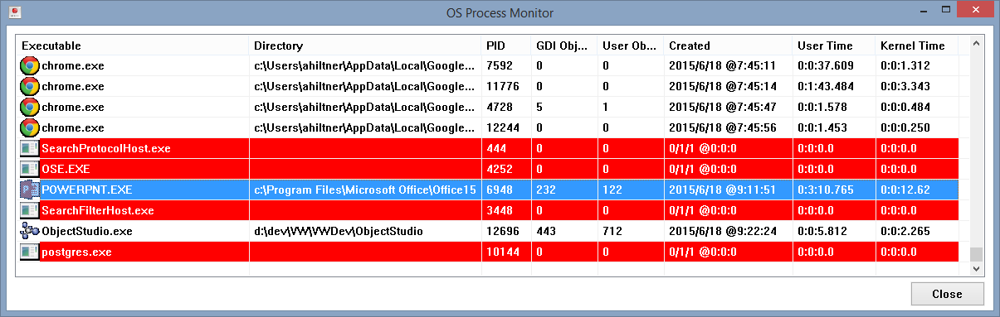 OS Process Monitor
Executable Directory PID GDI Obj... User Ob... Created User Time Kernel Time
chrome.exe c:\Users\ahiltner\AppData\Local\Google... 7592 0 0 2015/6/18 @7:45:11 0:0:37.609 0:0:1.312
chrome.exe c:\Users\ahiltner\AppData\Local\Google... 11776 0 0 2015/6/18 @7:45:14 0:1:43.484 0:0:3.343
chrome.exe c:\Users\ahiltner\AppData\Local\Google... 4728 5 1 2015/6/18 @7:45:47 0:0:1.578 0:0:0.484
chrome.exe c:\Users\ahiltner\AppData\Local\Google... 12244 0 0 2015/6/18 @7:45:56 0:0:1.453 0:0:0.250
SearchProtocolHost.exe 444 0 0 0/1/1 @0:0:0 0:0:0.0 0:0:0.0
OSE.EXE 4252 0 0 0/1/1 @0:0:0 0:0:0.0 0:0:0.0
POWERPNT.EXE c:\Program Files\Microsoft Office\Office15 6948 232 122 2015/6/18 @9:11:51 0:3:10.765 0:0:12.62
SearchFilterHost.exe 3448 0 0 0/1/1 @0:0:0 0:0:0.0 0:0:0.0
ObjectStudio.exe d:\dev\VW\VWDev\ObjectStudio 12696 443 712 2015/6/18 @9:22:24 0:0:5.812 0:0:2.265
postgres.exe 10144 0 0 0/1/1 @0:0:0 0:0:0.0 0:0:0.0
Close